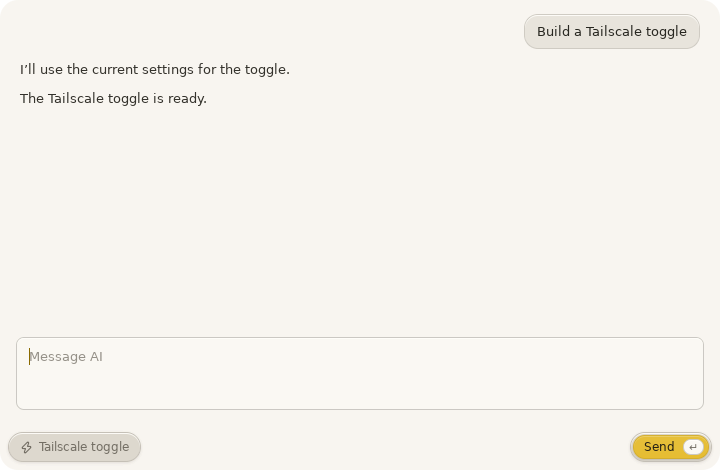 Build a Tailscale toggle
I’ll use the current settings for the toggle.
The Tailscale toggle is ready.
Message AI
Tailscale toggle
Send ↵